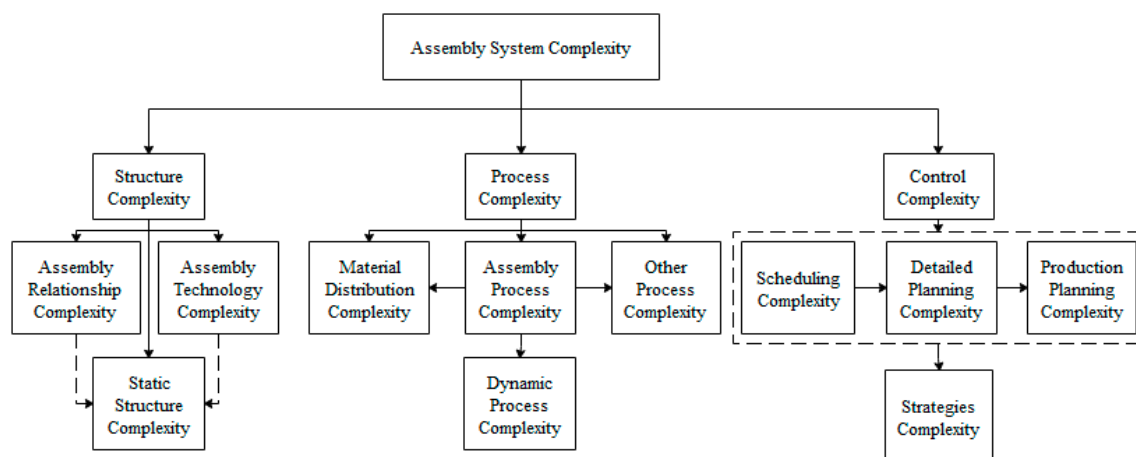 Assembly System Complexity
Structure
Complexity
Process
Complexity
Control
Complexity
Assembly
Relationship
Complexity
Assembly
Technology
Complexity
Material
Distribution
Complexity
Assembly
Process
Complexity
Other
Process
Complexity
Scheduling
Complexity
Detailed
Planning
Complexity
Production
Planning
Complexity
Static
Structure
Complexity
Dynamic
Process
Complexity
Strategies
Complexity